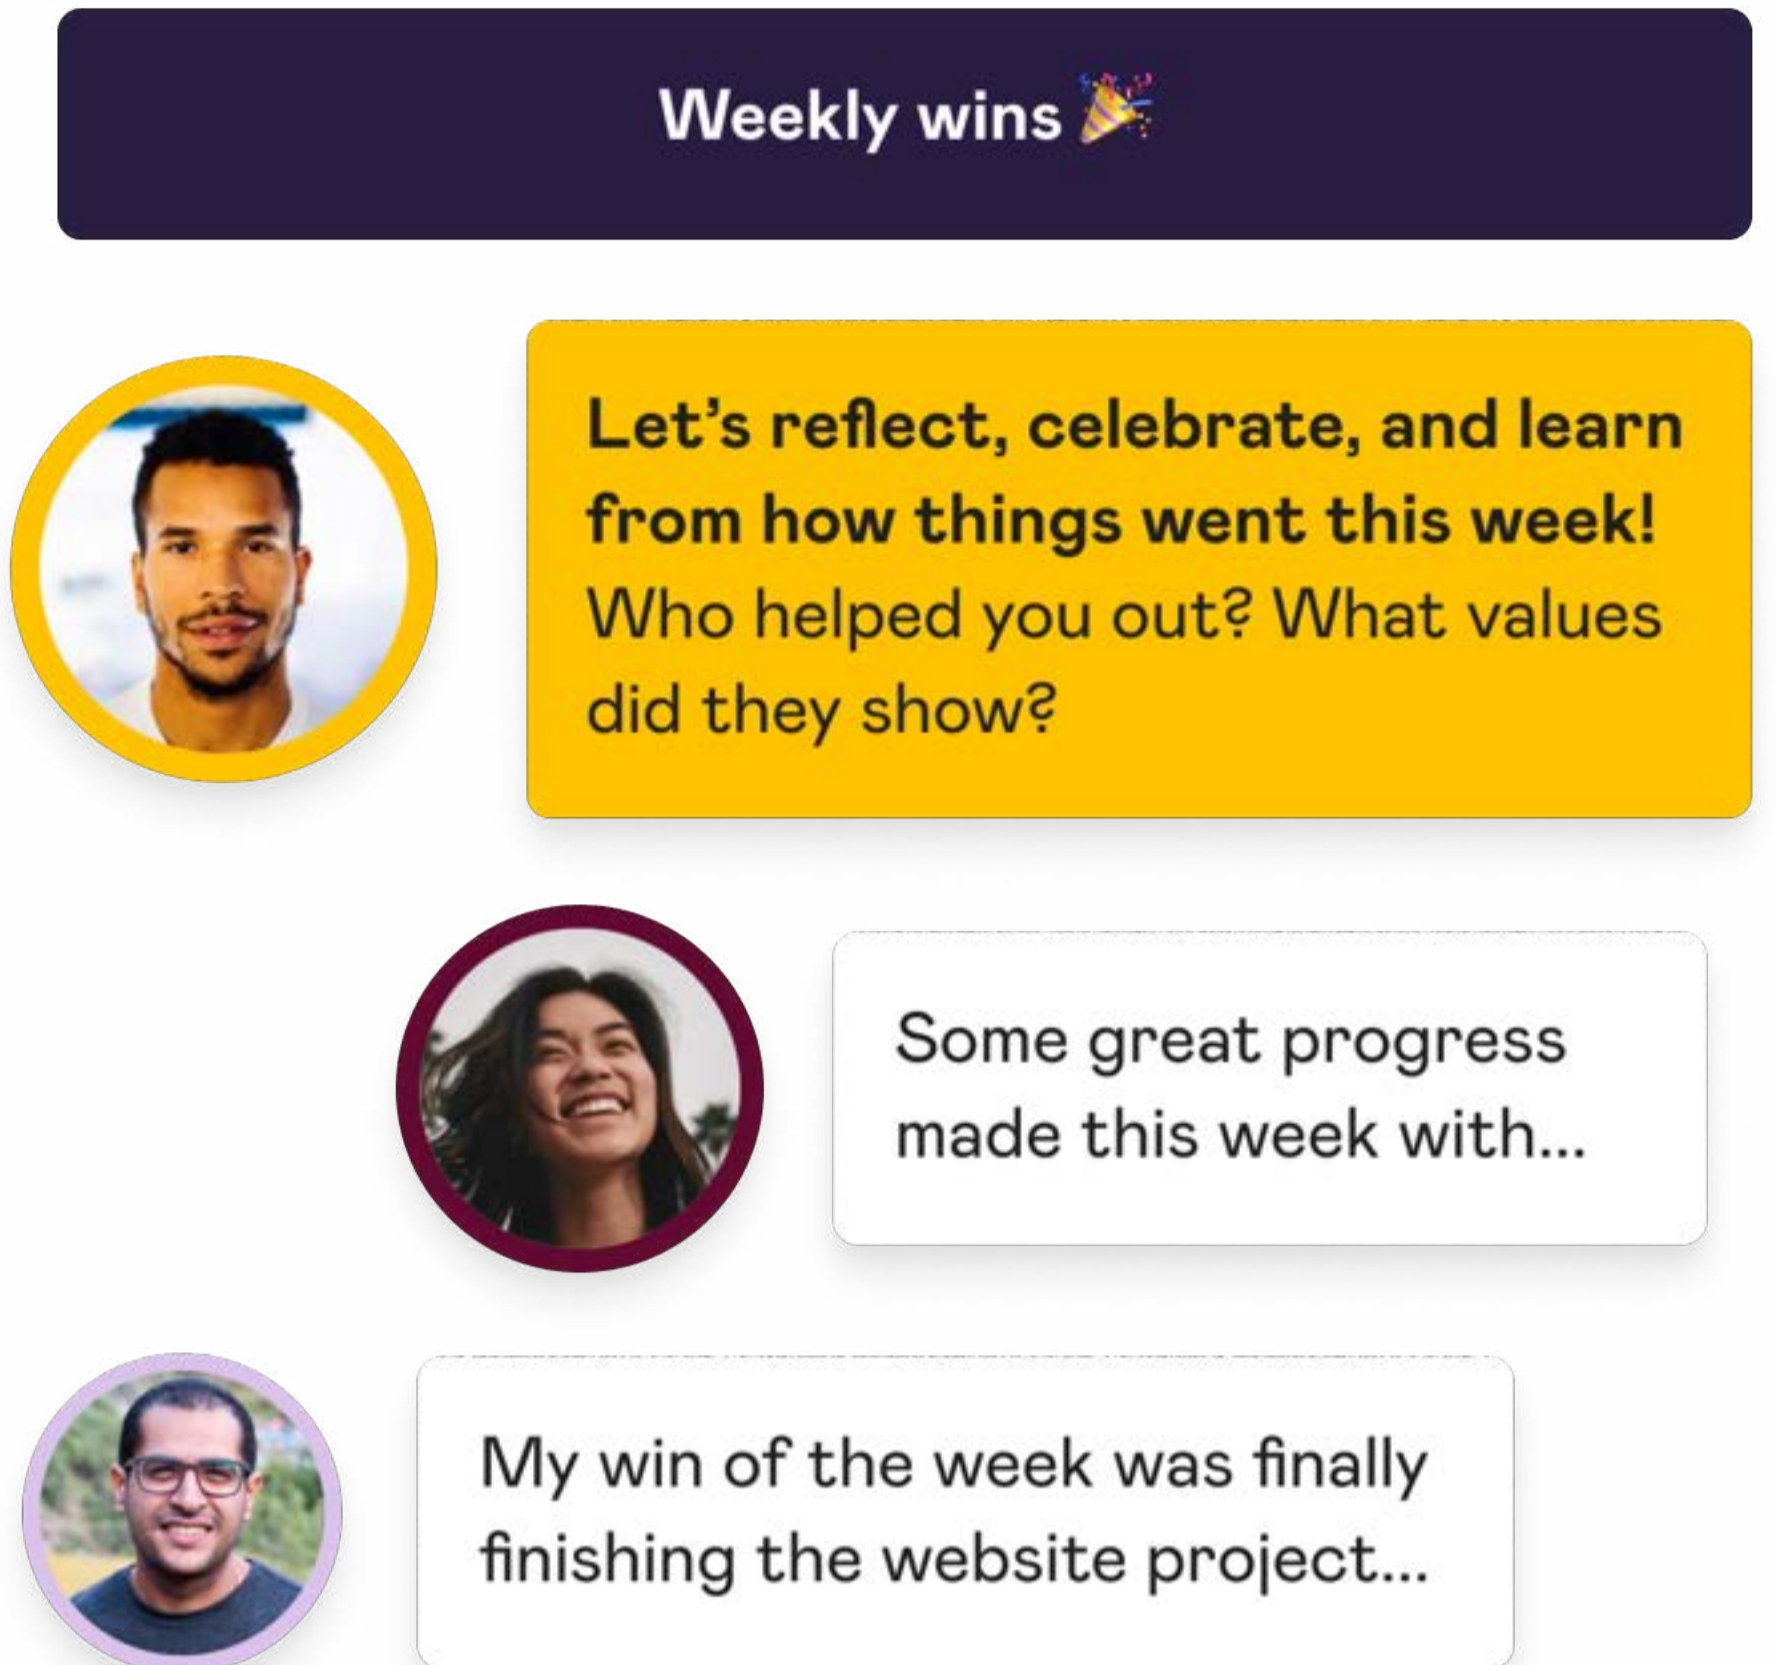 Weekly wins 🎉
Let’s reflect, celebrate, and learn
from how things went this week!
Who helped you out? What values
did they show?
Some great progress
made this week with...
My win of the week was finally
finishing the website project...